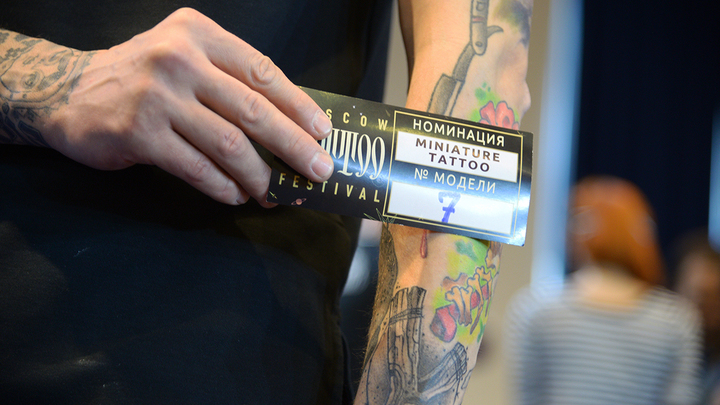 SCOW
FESTIVAL
НОМИНАЦИЯ
MINIATURE
TATTOO
№ МОДЕЛИ
7